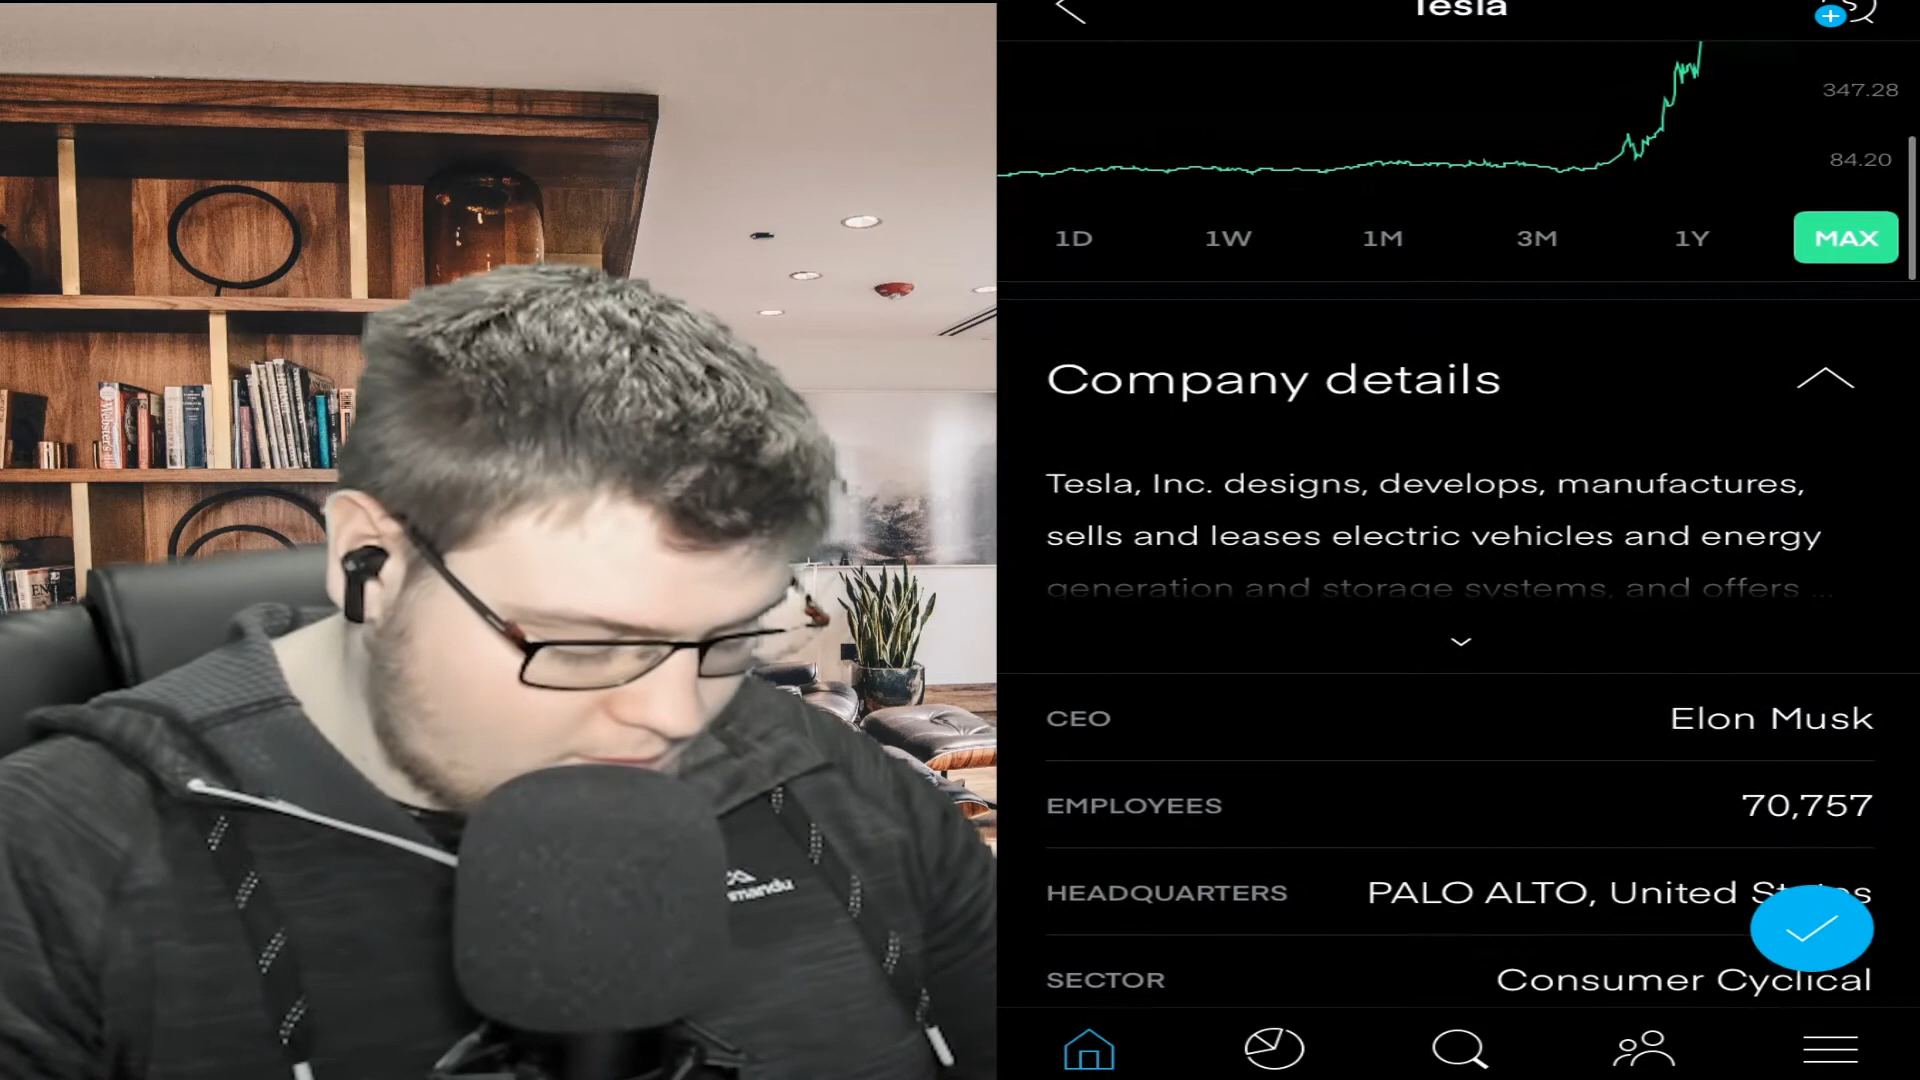 Tesla
347.28
84.20
1D 1W 1M 3M 1Y MAX
Company details
Tesla, Inc. designs, develops, manufactures,
sells and leases electric vehicles and energy
generation and storage systems, and offers ...
CEO Elon Musk
EMPLOYEES 70,757
HEADQUARTERS PALO ALTO, United
SECTOR Consumer Cyclical
Webster's